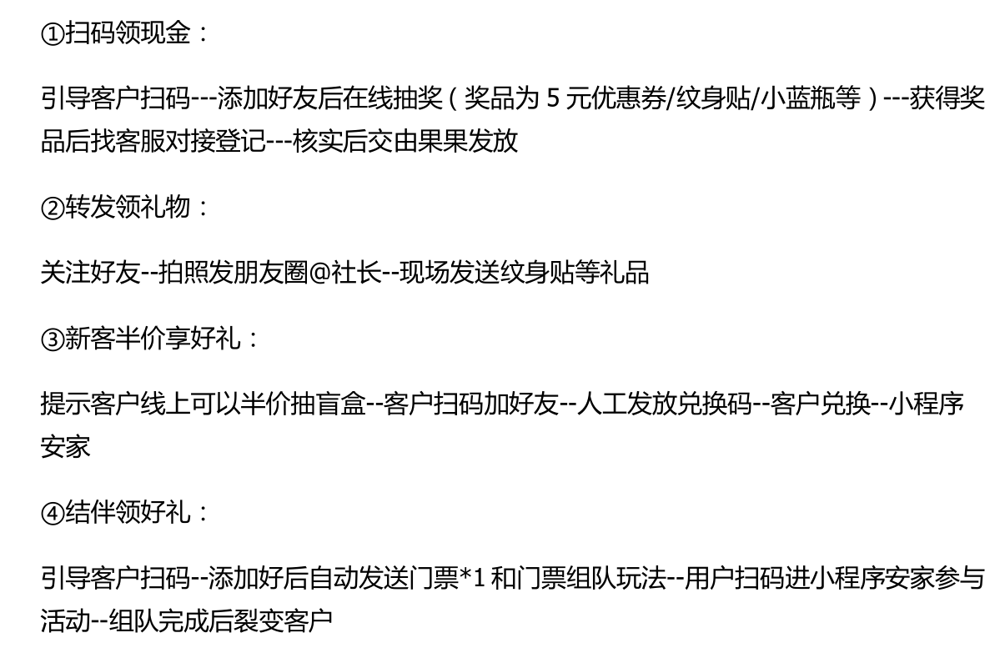 ①扫码领现金：
引导客户扫码---添加好友后在线抽奖（奖品为 5 元优惠券/纹身贴/小蓝瓶等）---获得奖
品后找客服对接登记---核实后交由果果发放
②转发领礼物：
关注好友--拍照发朋友圈@社长--现场发送纹身贴等礼品
③新客半价享好礼：
提示客户线上可以半价抽盲盒--客户扫码加好友--人工发放兑换码--客户兑换--小程序
安家
④结伴领好礼：
引导客户扫码--添加好后自动发送门票*1 和门票组队玩法--用户扫码进小程序安家参与
活动--组队完成后裂变客户